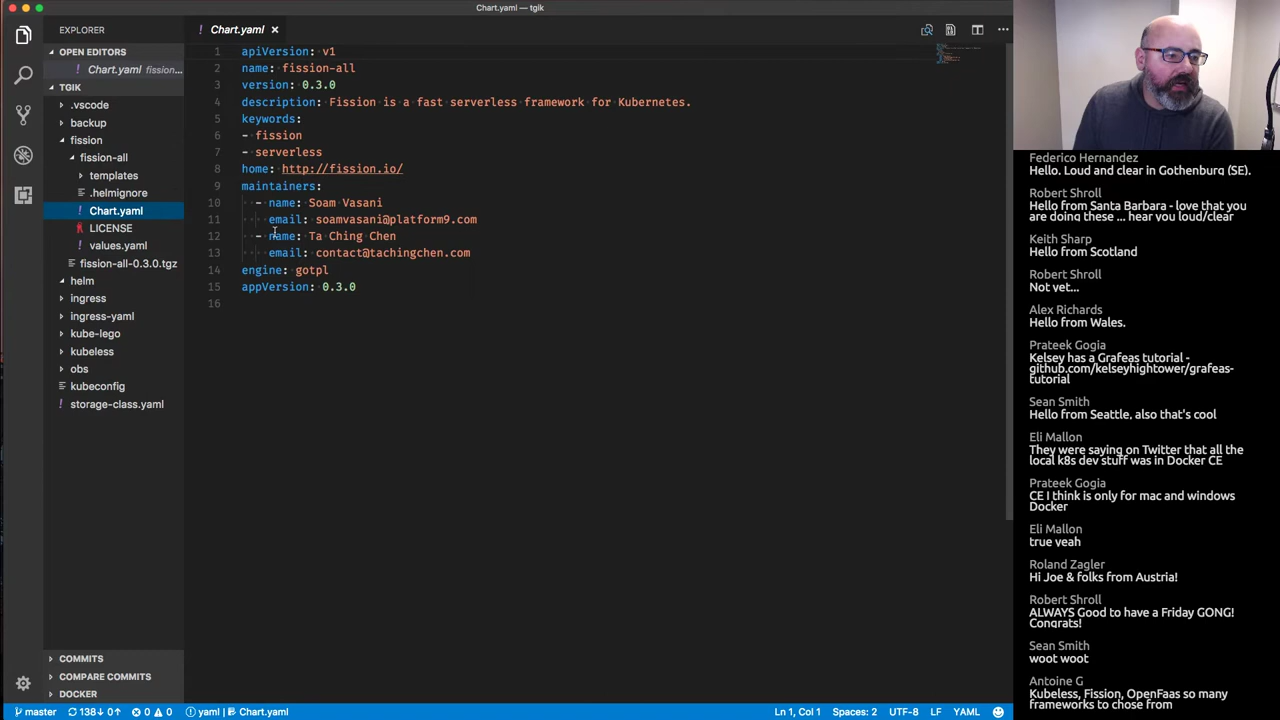 Chart.yaml — tgik
EXPLORER
OPEN EDITORS
Chart.yaml fission...
TGIK
.vscode
backup
fission
fission-all
templates
.helmignore
Chart.yaml
LICENSE
values.yaml
fission-all-0.3.0.tgz
helm
ingress
ingress-yaml
kube-lego
kubeless
obs
kubeconfig
storage-class.yaml
COMMITS
COMPARE COMMITS
DOCKER
Chart.yaml
1 apiVersion: v1
2 name: fission-all
3 version: 0.3.0
4 description: Fission is a fast serverless framework for Kubernetes.
5 keywords:
6 - fission
7 - serverless
8 home: http://fission.io/
9 maintainers:
10 - name: Soam Vasani
11 email: soamvasani@platform9.com
12 - name: Ta Ching Chen
13 email: contact@tachingchen.com
14 engine: gotpl
15 appVersion: 0.3.0
16
Federico Hernandez
Hello. Loud and clear in Gothenburg (SE).
Robert Shroll
Hello from Santa Barbara - love that you
are doing these ... hear you loud/clear
Keith Sharp
Hello from Scotland
Robert Shroll
Not yet...
Alex Richards
Hello from Wales.
Prateek Gogia
Kelsey has a Grafeas tutorial -
github.com/kelseyhightower/grafeas-
tutorial
Sean Smith
Hello from Seattle, also that's cool
Eli Mallon
They were saying on Twitter that all the
local k8s dev stuff was in Docker CE
Prateek Gogia
CE I think is only for mac and windows
Docker
Eli Mallon
true yeah
Roland Zagler
Hi Joe & folks from Austria!
Robert Shroll
ALWAYS Good to have a Friday GONG!
Congrats!
Sean Smith
woot woot
Antoine G
Kubeless, Fission, OpenFaas so many
frameworks to chose from
master 138↓ 0↑ 0 0 yaml | Chart.yaml Ln 1, Col 1 Spaces: 2 UTF-8 LF YAML